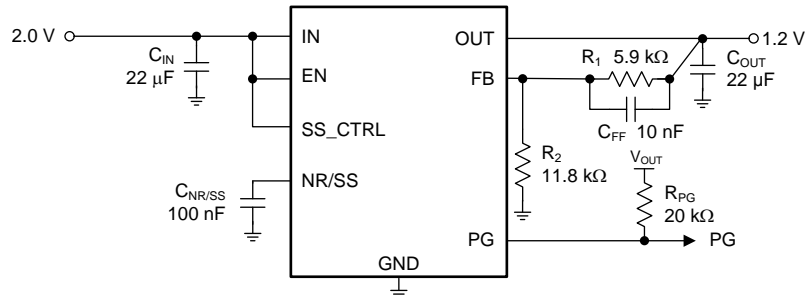 2.0 V
C_IN
22 μF
C_NR/SS
100 nF
IN
EN
SS_CTRL
NR/SS
GND
OUT
FB
PG
R_1 5.9 kΩ
C_FF 10 nF
R_2
11.8 kΩ
1.2 V
C_OUT
22 μF
V_OUT
R_PG
20 kΩ
PG